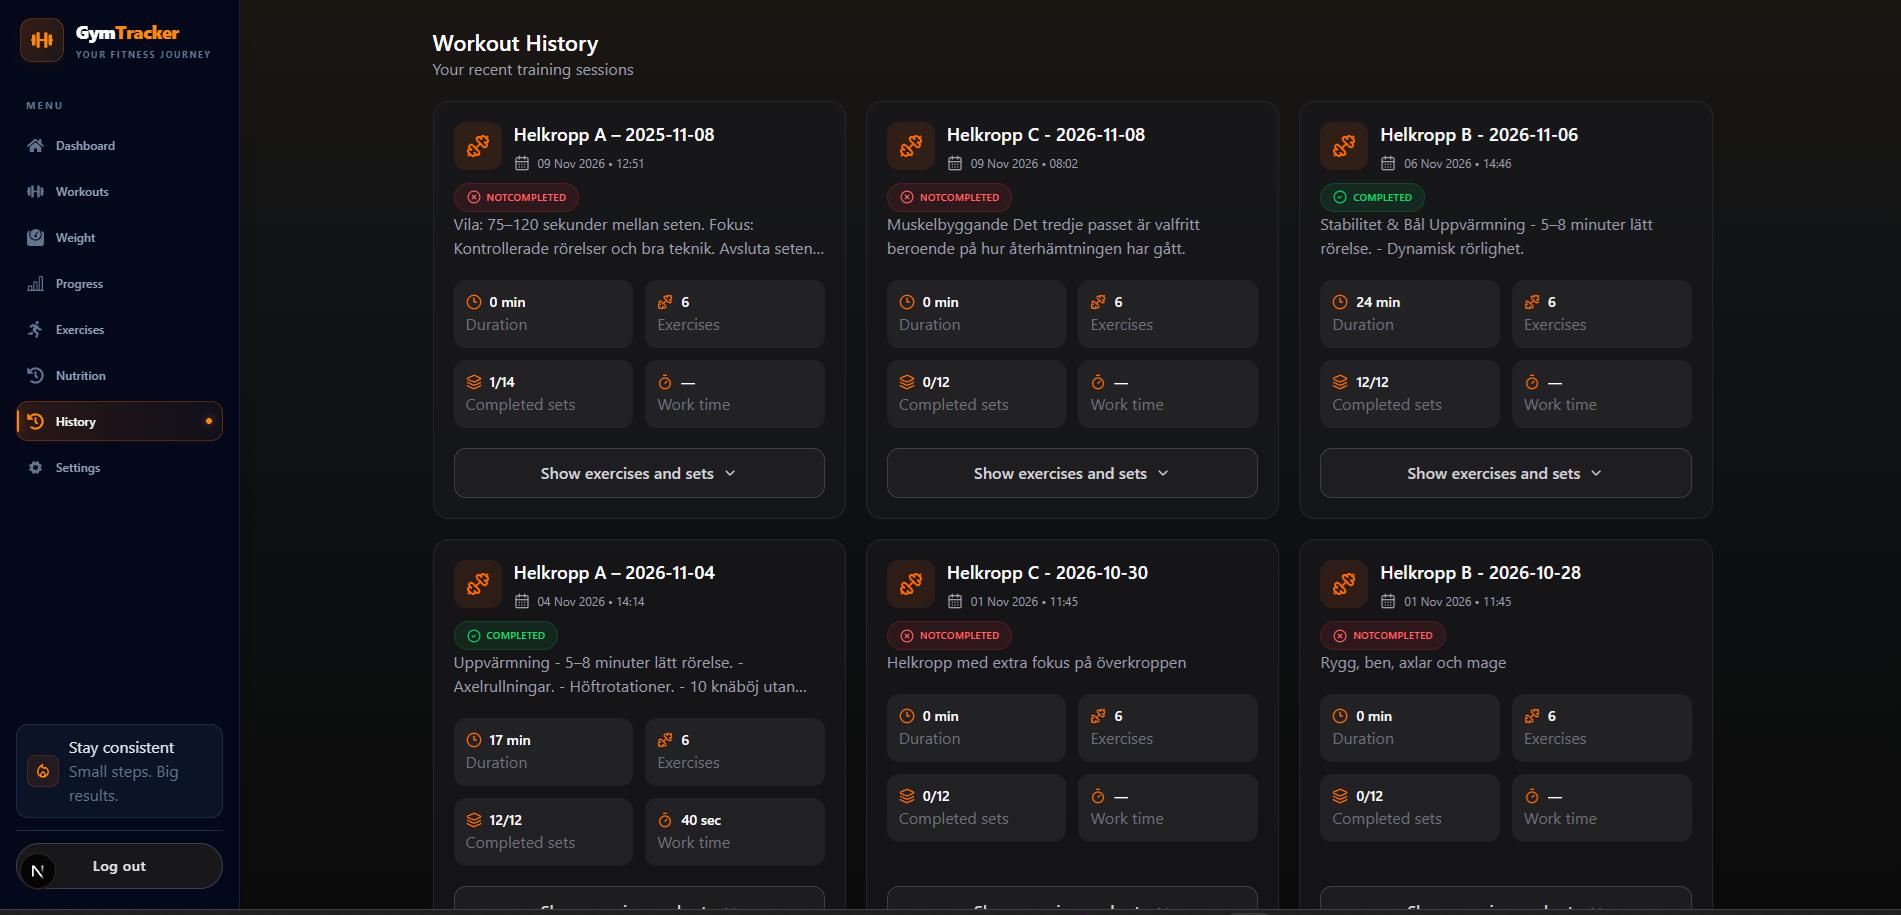 GymTracker
YOUR FITNESS JOURNEY
MENU
Dashboard
Workouts
Weight
Progress
Exercises
Nutrition
History
Settings
Stay consistent
Small steps. Big
results.
N
Log out
Workout History
Your recent training sessions
Helkropp A – 2025-11-08
09 Nov 2026 • 12:51
NOTCOMPLETED
Vila: 75–120 sekunder mellan seten. Fokus:
Kontrollerade rörelser och bra teknik. Avsluta seten...
0 min
Duration
6
Exercises
1/14
Completed sets
—
Work time
Show exercises and sets
Helkropp C - 2026-11-08
09 Nov 2026 • 08:02
NOTCOMPLETED
Muskelbyggande Det tredje passet är valfritt
beroende på hur återhämtningen har gått.
0 min
Duration
6
Exercises
0/12
Completed sets
—
Work time
Show exercises and sets
Helkropp B - 2026-11-06
06 Nov 2026 • 14:46
COMPLETED
Stabilitet & Bål Uppvärmning - 5–8 minuter lätt
rörelse. - Dynamisk rörlighet.
24 min
Duration
6
Exercises
12/12
Completed sets
—
Work time
Show exercises and sets
Helkropp A – 2026-11-04
04 Nov 2026 • 14:14
COMPLETED
Uppvärmning - 5–8 minuter lätt rörelse. -
Axelrullningar. - Höftrotationer. - 10 knäböj utan...
17 min
Duration
6
Exercises
12/12
Completed sets
40 sec
Work time
Helkropp C - 2026-10-30
01 Nov 2026 • 11:45
NOTCOMPLETED
Helkropp med extra fokus på överkroppen
0 min
Duration
6
Exercises
0/12
Completed sets
—
Work time
Helkropp B - 2026-10-28
01 Nov 2026 • 11:45
NOTCOMPLETED
Rygg, ben, axlar och mage
0 min
Duration
6
Exercises
0/12
Completed sets
—
Work time